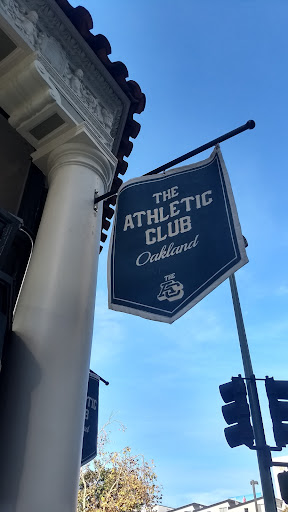 THE
ATHLETIC
CLUB
Oakland
THE
AC